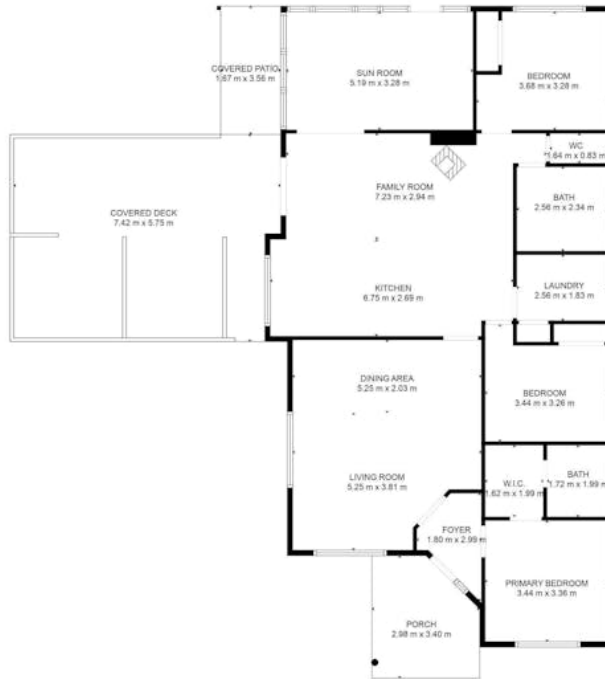 COVERED PATIO
1.67 m x 3.56 m
SUN ROOM
5.19 m x 3.28 m
BEDROOM
3.68 m x 3.28 m
WC
1.64 m x 0.83 m
FAMILY ROOM
7.23 m x 2.94 m
BATH
2.56 m x 2.34 m
COVERED DECK
7.42 m x 5.75 m
KITCHEN
6.75 m x 2.69 m
LAUNDRY
2.56 m x 1.83 m
DINING AREA
5.25 m x 2.03 m
BEDROOM
3.44 m x 3.26 m
LIVING ROOM
5.25 m x 3.81 m
W.I.C.
1.62 m x 1.99 m
BATH
1.72 m x 1.99 m
FOYER
1.80 m x 2.99 m
PRIMARY BEDROOM
3.44 m x 3.36 m
PORCH
2.98 m x 3.40 m